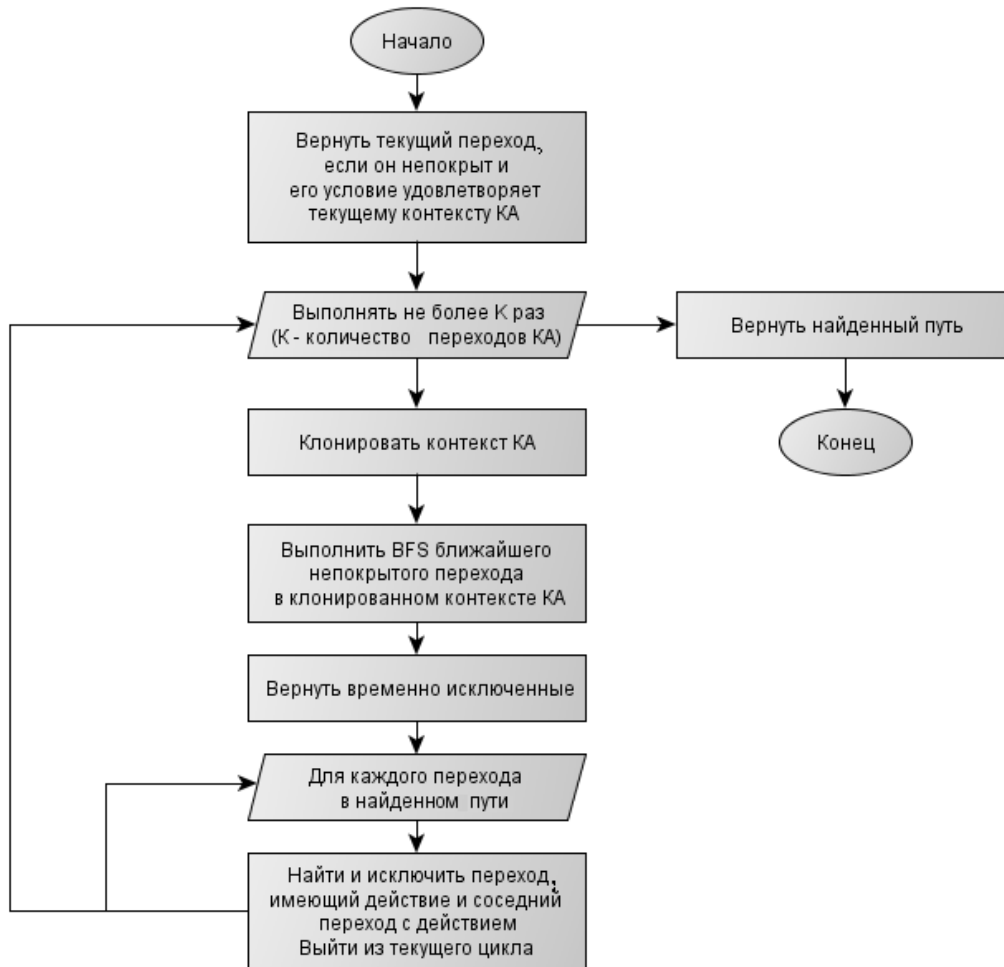 Начало
Вернуть текущий переход,
если он непокрыт и
его условие удовлетворяет
текущему контексту КА
Выполнять не более К раз
(К - количество переходов КА)
Вернуть найденный путь
Клонировать контекст КА
Конец
Выполнить BFS ближайшего
непокрытого перехода
в клонированном контексте КА
Вернуть временно исключенные
Для каждого перехода
в найденном пути
Найти и исключить переход,
имеющий действие и соседний
переход с действием
Выйти из текущего цикла